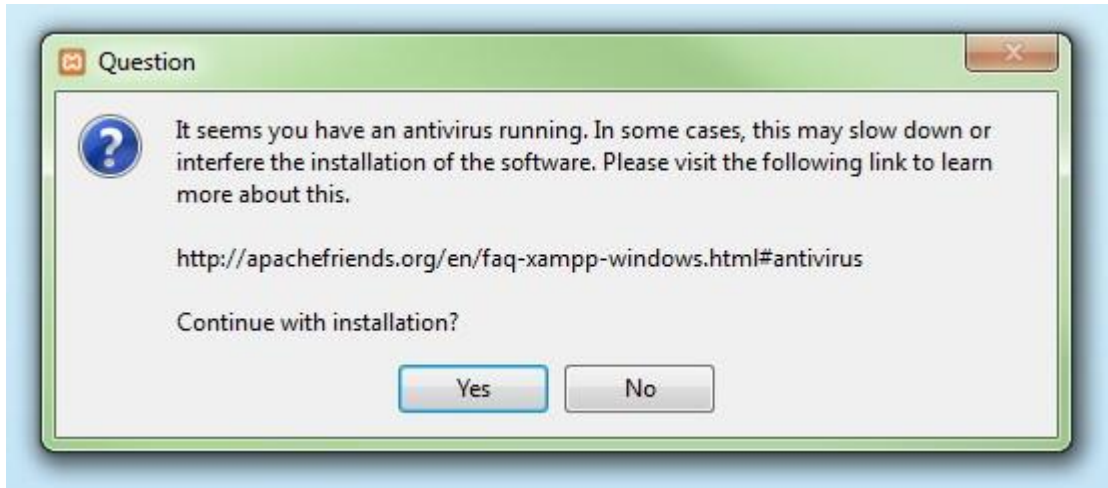 Question
It seems you have an antivirus running. In some cases, this may slow down or
interfere the installation of the software. Please visit the following link to learn
more about this.
http://apachefriends.org/en/faq-xampp-windows.html#antivirus
Continue with installation?
Yes No